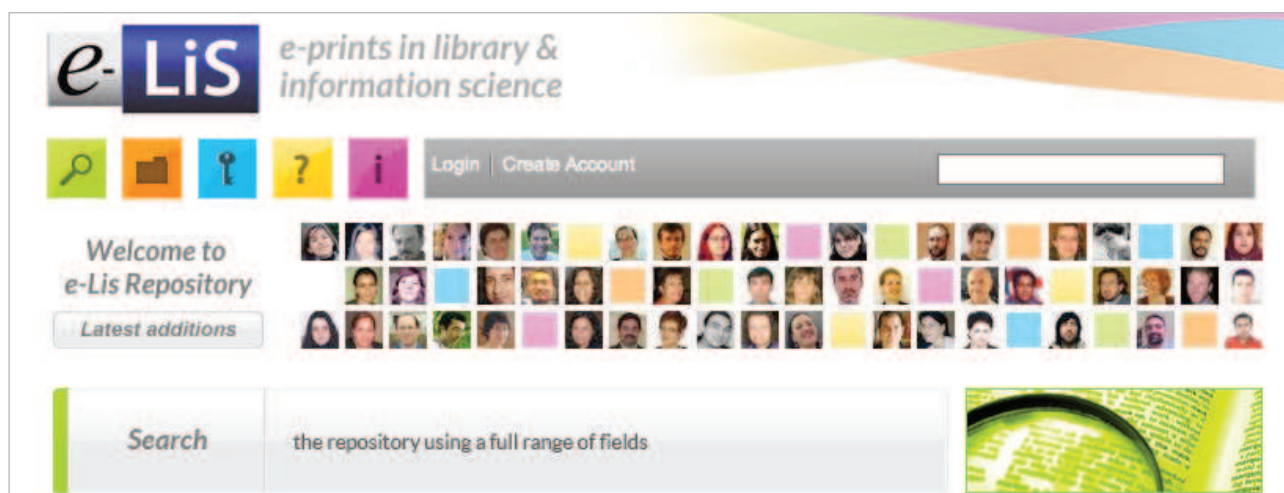 e-LiS
e-prints in library &
information science
?
i
Login | Create Account
Welcome to
e-Lis Repository
Latest additions
Search
the repository using a full range of fields